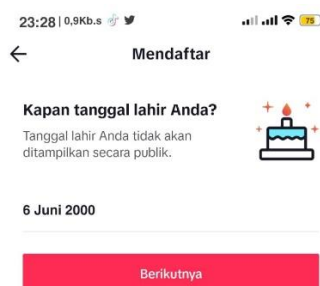 23:28 | 0,9Kb.s 75
Mendaftar
Kapan tanggal lahir Anda?
Tanggal lahir Anda tidak akan
ditampilkan secara publik.
6 Juni 2000
Berikutnya